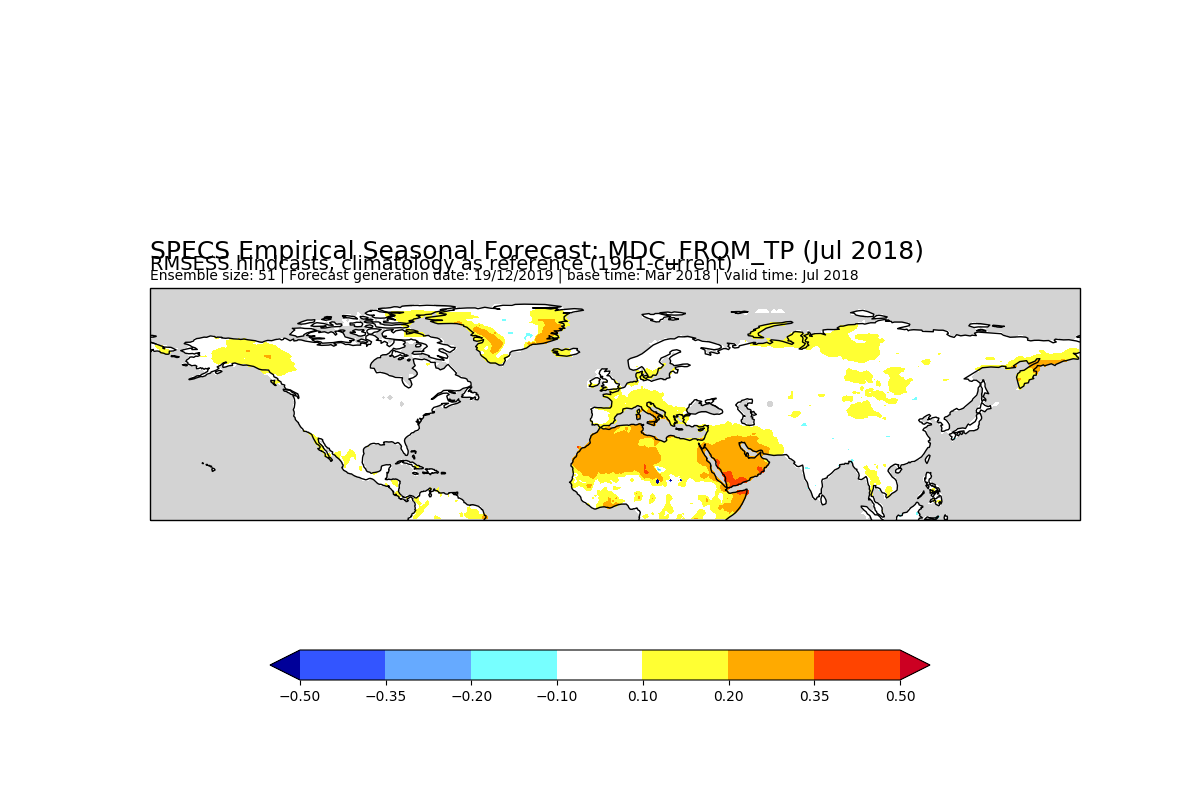 SPECS Empirical Seasonal Forecast: MDC_FROM_TP (Jul 2018)
RMSESS hindcasts, climatology as reference (1961-current)
Ensemble size: 51 | Forecast generation date: 19/12/2019 | base time: Mar 2018 | valid time: Jul 2018
−0.50 −0.35 −0.20 −0.10 0.10 0.20 0.35 0.50